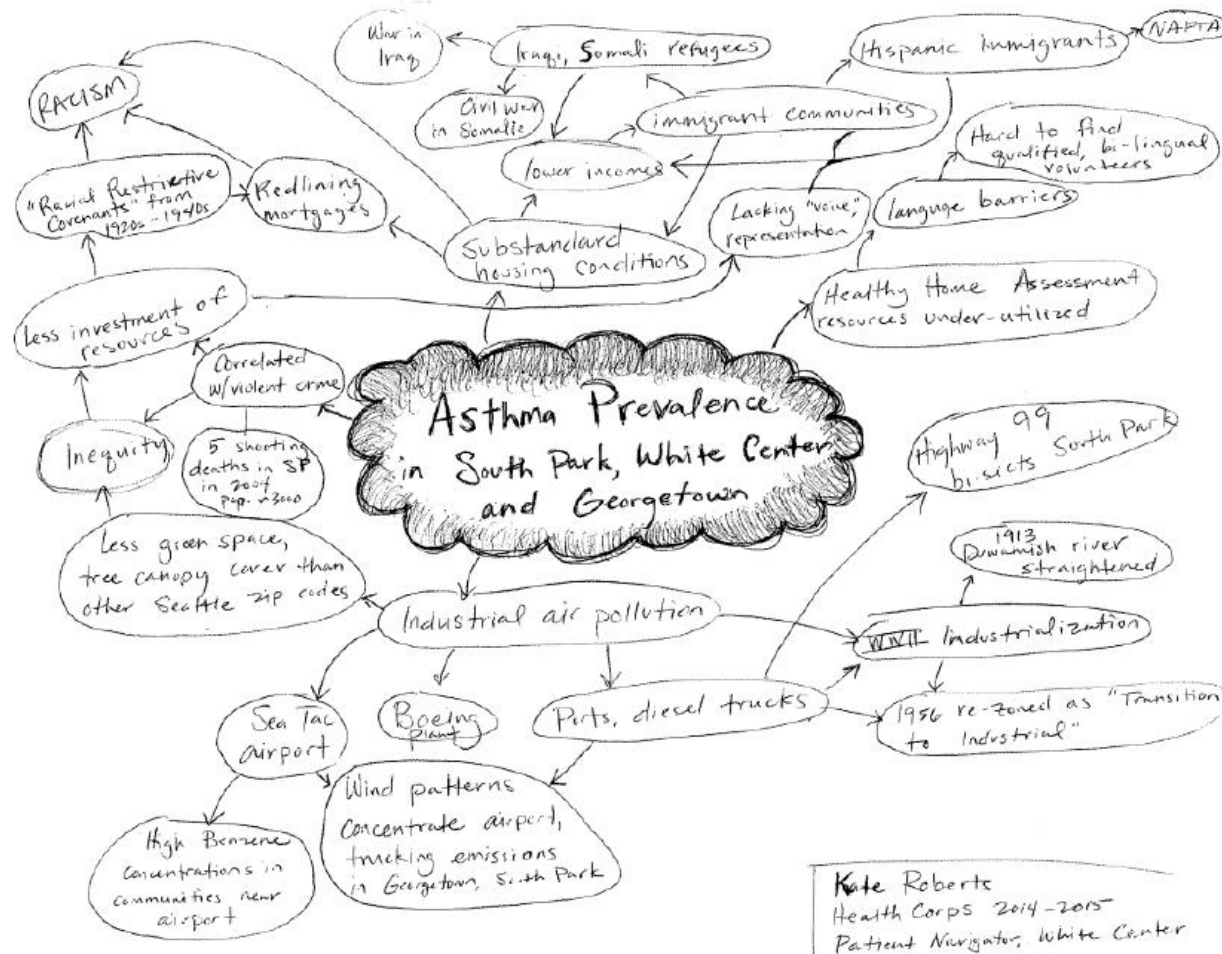 War in
Iraq
Iraqi, Somali refugees
Hispanic immigrants
NAFTA
RACISM
Civil War
in Somalia
immigrant communities
Hard to find
qualified, bi-lingual
volunteers
lower incomes
"Racial Restrictive
Covenants" from
1920s - 1940s
Redlining
mortgages
Lacking "voice",
representation
languge barriers
Substandard
housing conditions
Healthy Home Assessment
resources under-utilized
Less investment of
resources
Correlated
w/violent crime
Asthma Prevalence
in South Park, White Center
and Georgetown
Inequity
5 shooting
deaths in SP
in 2004
pop. ~3000
Highway 99
bi-sicts South Park
Less green space,
tree canopy cover than
other Seattle zip codes
1913
Duwamish river
straightened
Industrial air pollution
WWII Industrialization
Sea Tac
airport
Boeing
plant
Ports, diesel trucks
1956 re-zoned as "Transition
to Industrial"
Wind patterns
concentrate airport,
trucking emissions
in Georgetown, South Park
High Benzene
concentrations in
communities near
airport
Kate Roberts
Health Corps 2014-2015
Patient Navigator, White Center